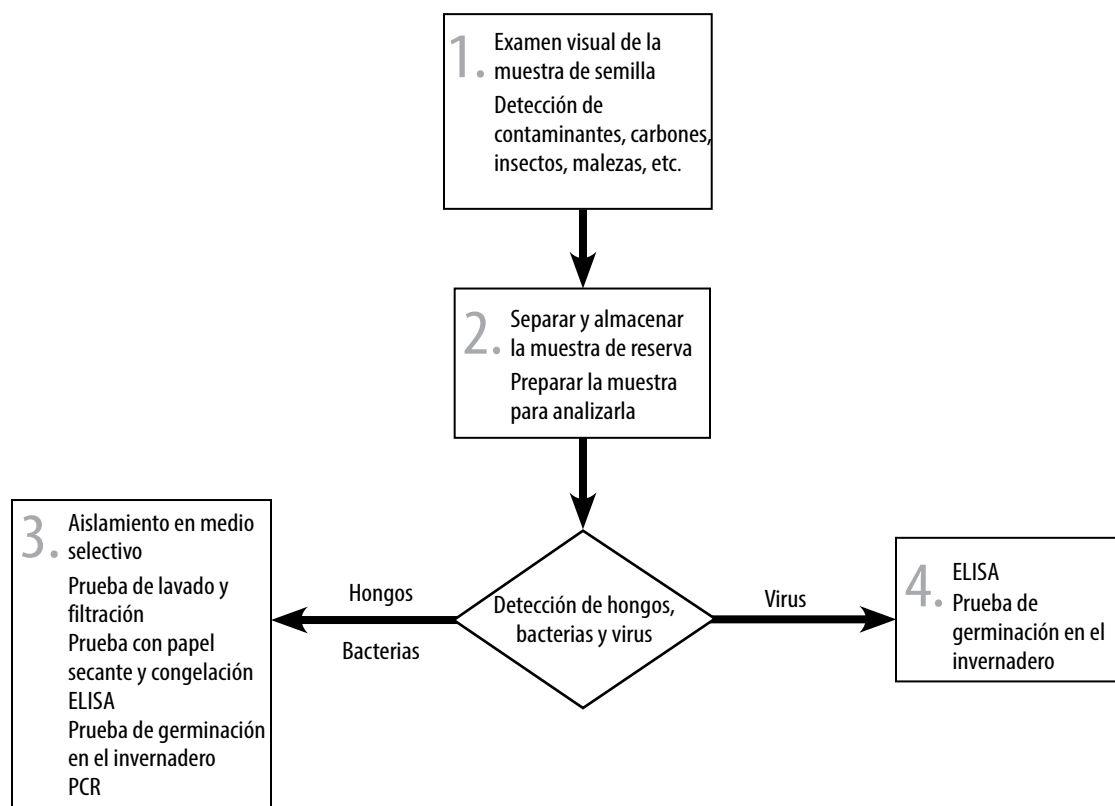 1.
Examen visual de la
muestra de semilla
Detección de
contaminantes, carbones,
insectos, malezas, etc.
2.
Separar y almacenar
la muestra de reserva
Preparar la muestra
para analizarla
3.
Aislamiento en medio
selectivo
Prueba de lavado y
filtración
Prueba con papel
secante y congelación
ELISA
Prueba de germinación
en el invernadero
PCR
Hongos
Bacterias
Detección de hongos,
bacterias y virus
Virus
4.
ELISA
Prueba de
germinación en el
invernadero